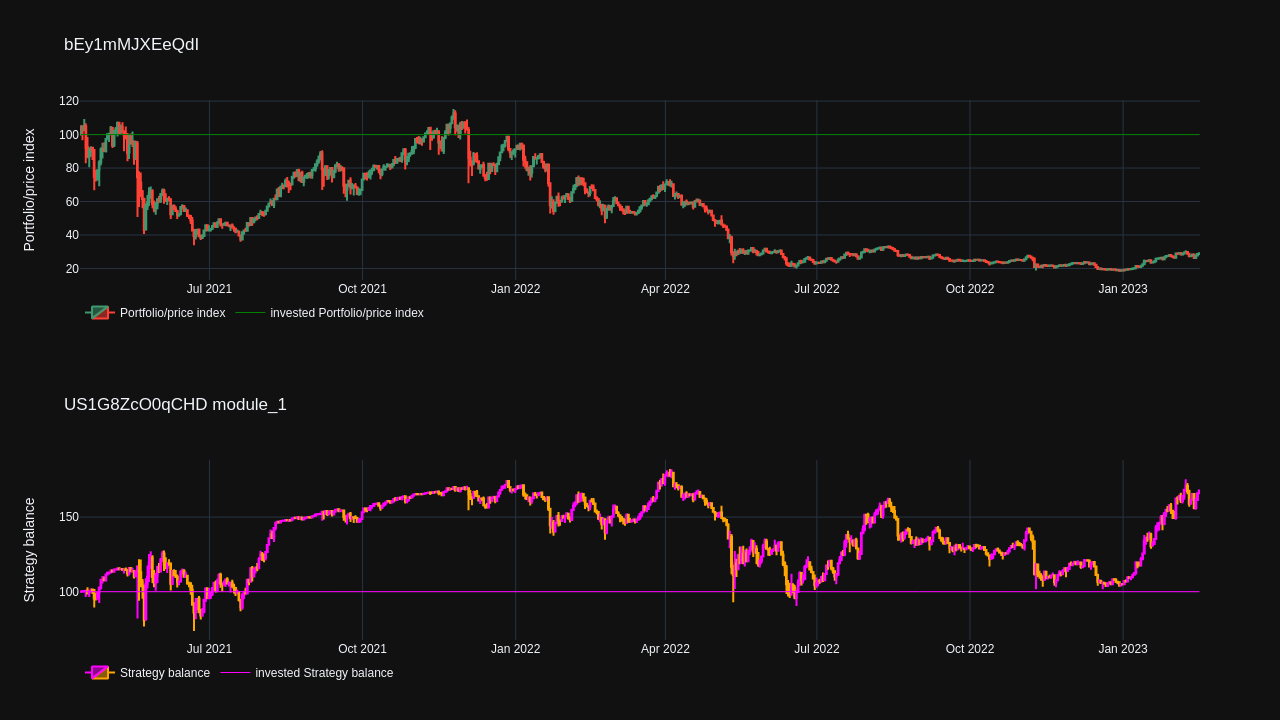 bEy1mMJXEeQdI
120
100
80
60
40
20
Portfolio/price index
Jul 2021
Oct 2021
Jan 2022
Apr 2022
Jul 2022
Oct 2022
Jan 2023
Portfolio/price index
invested Portfolio/price index
US1G8ZcO0qCHD module_1
150
100
Strategy balance
Jul 2021
Oct 2021
Jan 2022
Apr 2022
Jul 2022
Oct 2022
Jan 2023
Strategy balance
invested Strategy balance